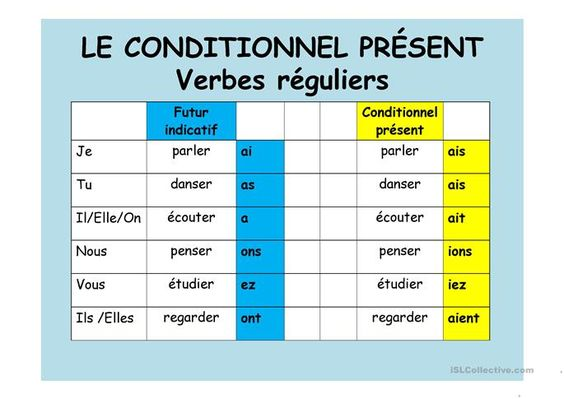 LE CONDITIONNEL PRÉSENT
Verbes réguliers
Futur indicatif Conditionnel présent
Je parler ai parler ais
Tu danser as danser ais
Il/Elle/On écouter a écouter ait
Nous penser ons penser ions
Vous étudier ez étudier iez
Ils /Elles regarder ont regarder aient
iSLCollective.com